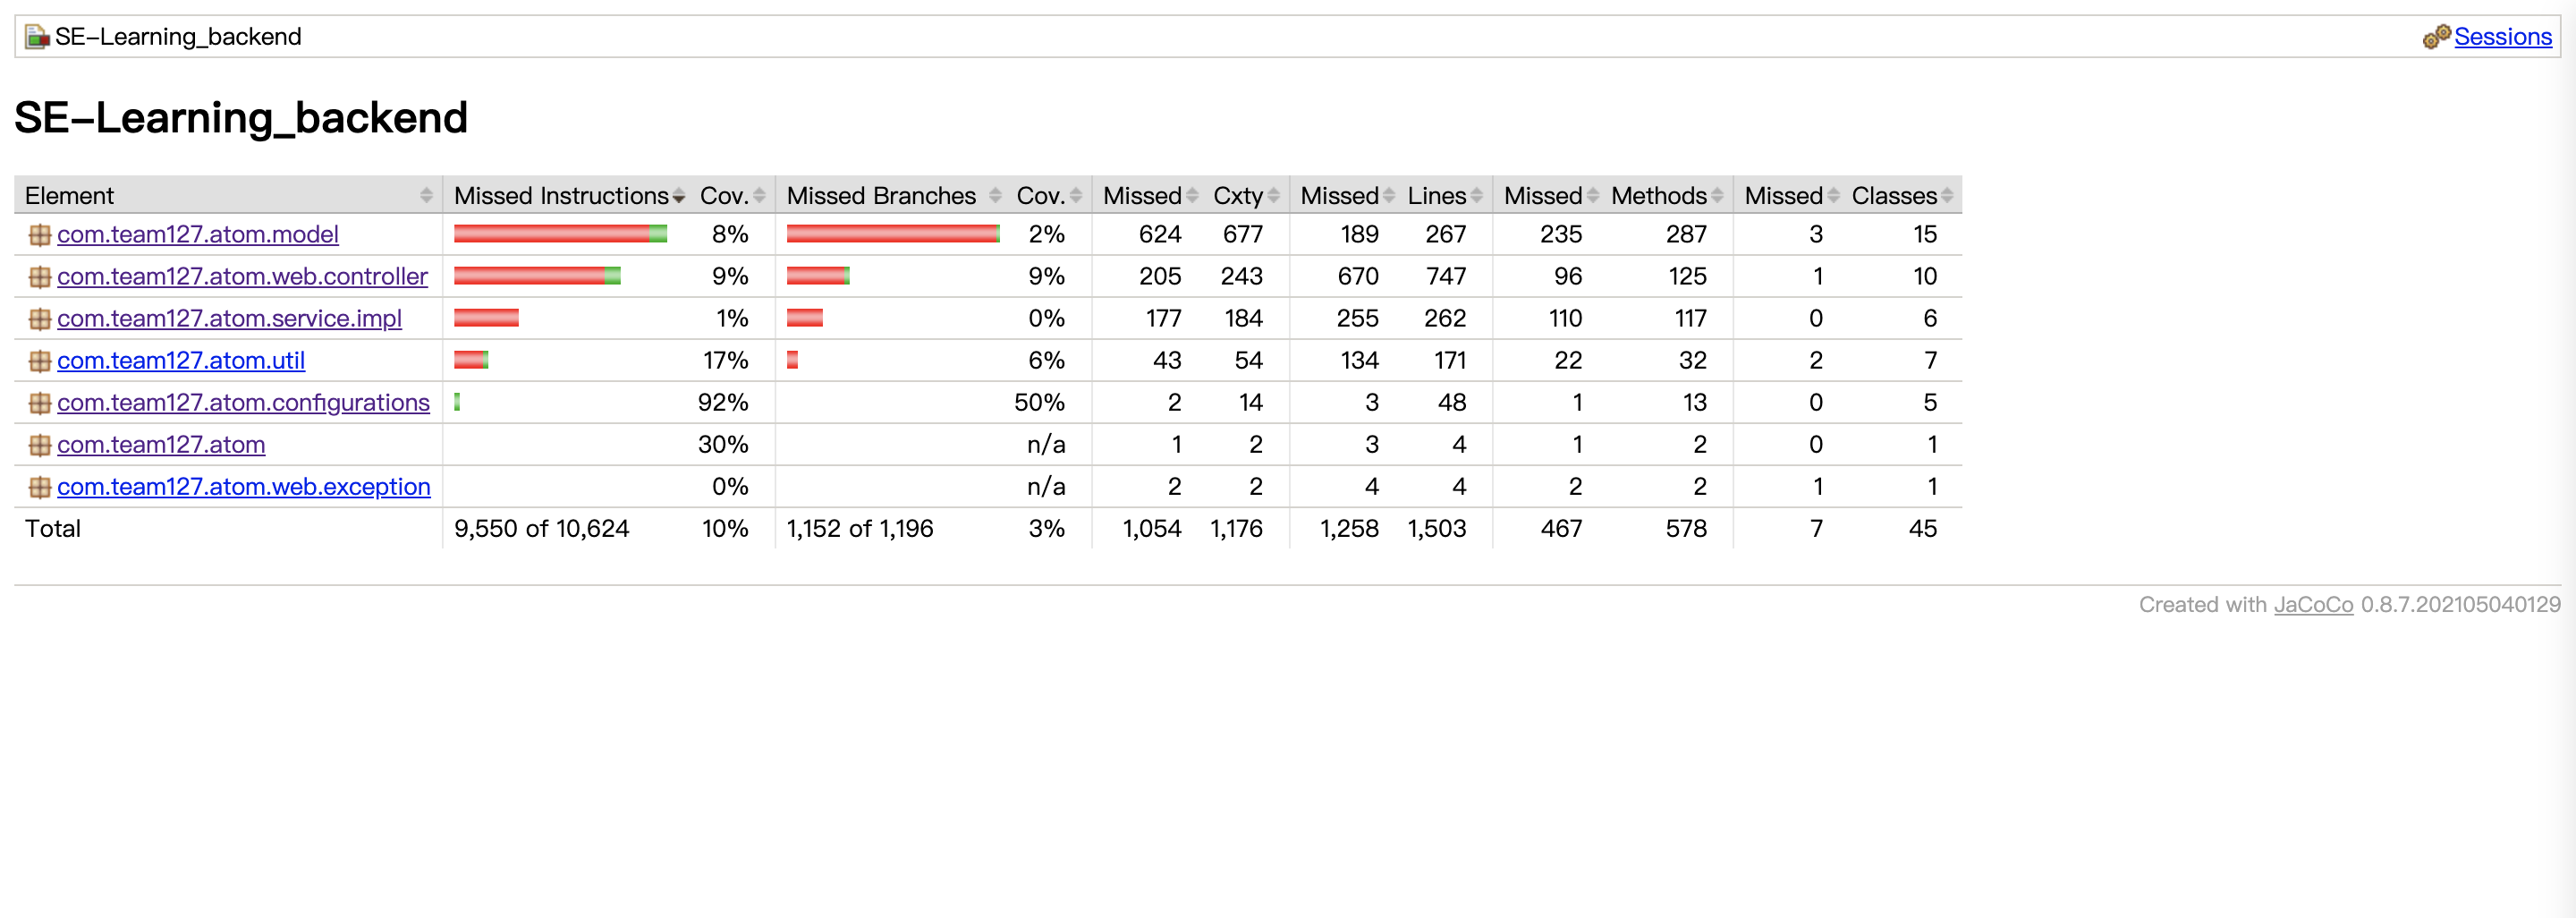 SE-Learning_backend Sessions
SE-Learning_backend
Element Missed Instructions Cov. Missed Branches Cov. Missed Cxty Missed Lines Missed Methods Missed Classes
com.team127.atom.model 8% 2% 624 677 189 267 235 287 3 15
com.team127.atom.web.controller 9% 9% 205 243 670 747 96 125 1 10
com.team127.atom.service.impl 1% 0% 177 184 255 262 110 117 0 6
com.team127.atom.util 17% 6% 43 54 134 171 22 32 2 7
com.team127.atom.configurations 92% 50% 2 14 3 48 1 13 0 5
com.team127.atom 30% n/a 1 2 3 4 1 2 0 1
com.team127.atom.web.exception 0% n/a 2 2 4 4 2 2 1 1
Total 9,550 of 10,624 10% 1,152 of 1,196 3% 1,054 1,176 1,258 1,503 467 578 7 45
Created with JaCoCo 0.8.7.202105040129